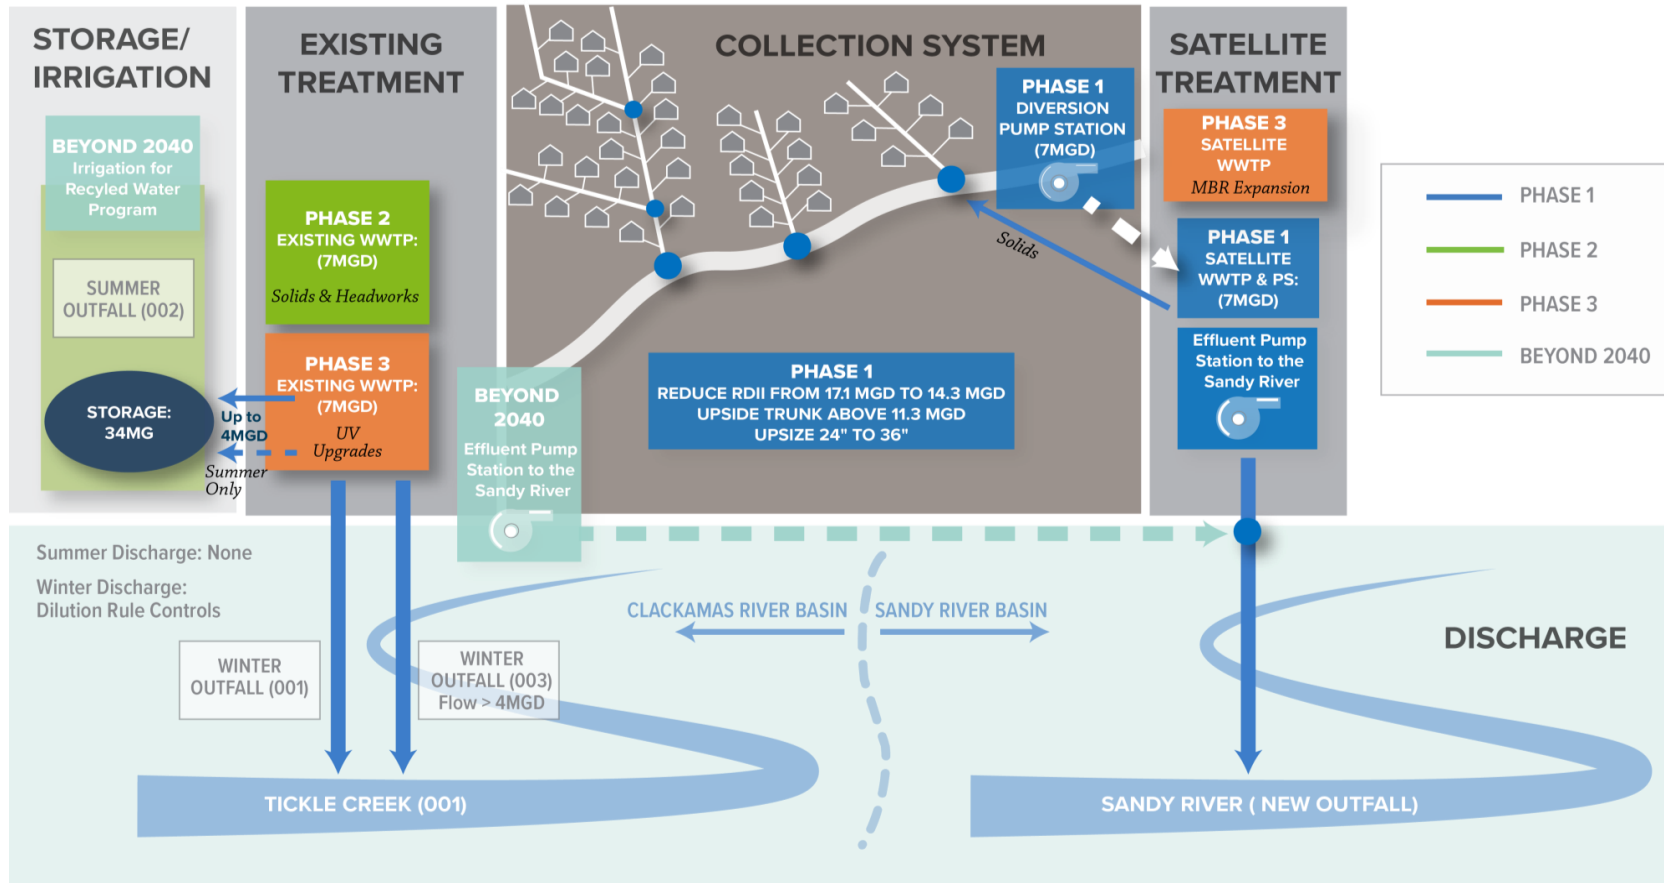 STORAGE/
IRRIGATION
EXISTING
TREATMENT
COLLECTION SYSTEM
SATELLITE
TREATMENT
BEYOND 2040
Irrigation for
Recyled Water
Program
SUMMER
OUTFALL (002)
STORAGE:
34MG
PHASE 2
EXISTING WWTP:
(7MGD)
Solids & Headworks
PHASE 3
EXISTING WWTP:
(7MGD)
UV
Upgrades
Up to
4MGD
Summer
Only
BEYOND
2040
Effluent Pump
Station to the
Sandy River
PHASE 1
REDUCE RDII FROM 17.1 MGD TO 14.3 MGD
UPSIDE TRUNK ABOVE 11.3 MGD
UPSIZE 24" TO 36"
PHASE 1
DIVERSION
PUMP STATION
(7MGD)
Solids
PHASE 3
SATELLITE
WWTP
MBR Expansion
PHASE 1
SATELLITE
WWTP & PS:
(7MGD)
Effluent Pump
Station to the
Sandy River
PHASE 1
PHASE 2
PHASE 3
BEYOND 2040
Summer Discharge: None
Winter Discharge:
Dilution Rule Controls
CLACKAMAS RIVER BASIN
SANDY RIVER BASIN
DISCHARGE
WINTER
OUTFALL (001)
WINTER
OUTFALL (003)
Flow > 4MGD
TICKLE CREEK (001)
SANDY RIVER ( NEW OUTFALL)